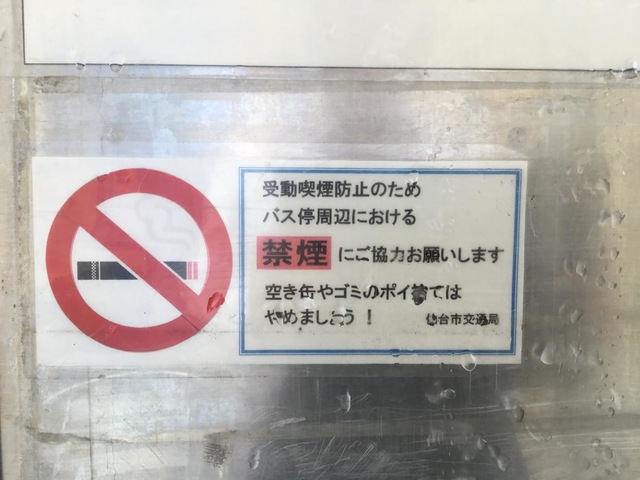 受動喫煙防止のため
バス停周辺における
禁煙 にご協力お願いします
空き缶やゴミのポイ捨ては
やめましょう！ 仙台市交通局